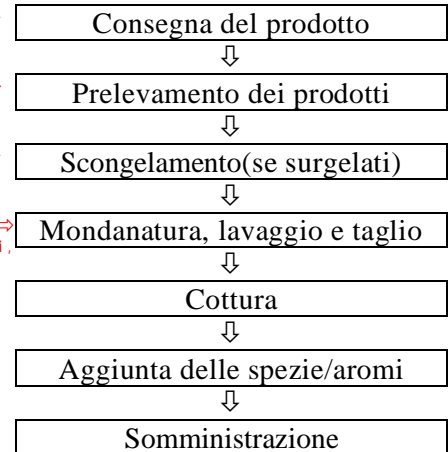 Consegna del prodotto
Prelevamento dei prodotti
Scongelamento(se surgelati)
Mondanatura, lavaggio e taglio
Cottura
Aggiunta delle spezie/aromi
Somministrazione